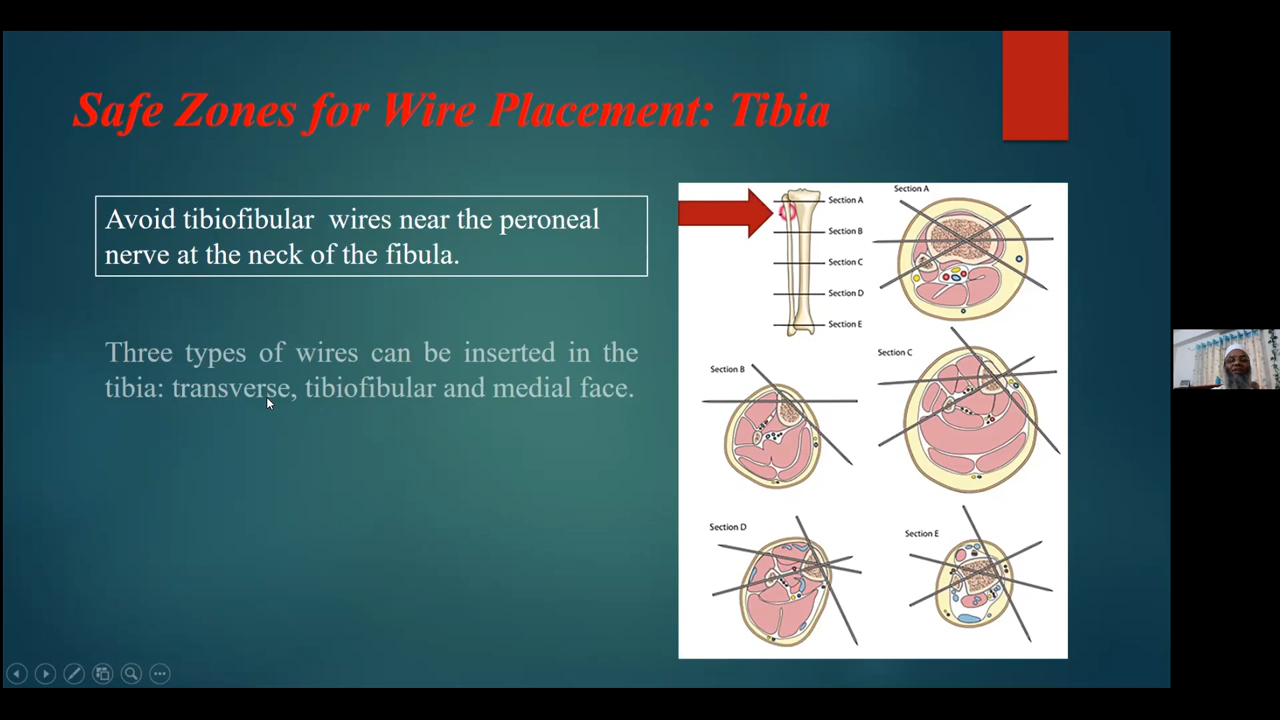 Safe Zones for Wire Placement: Tibia
Avoid tibiofibular wires near the peroneal
nerve at the neck of the fibula.
Three types of wires can be inserted in the
tibia: transverse, tibiofibular and medial face.
Section A
Section B
Section C
Section D
Section E
Section A
Section B
Section C
Section D
Section E